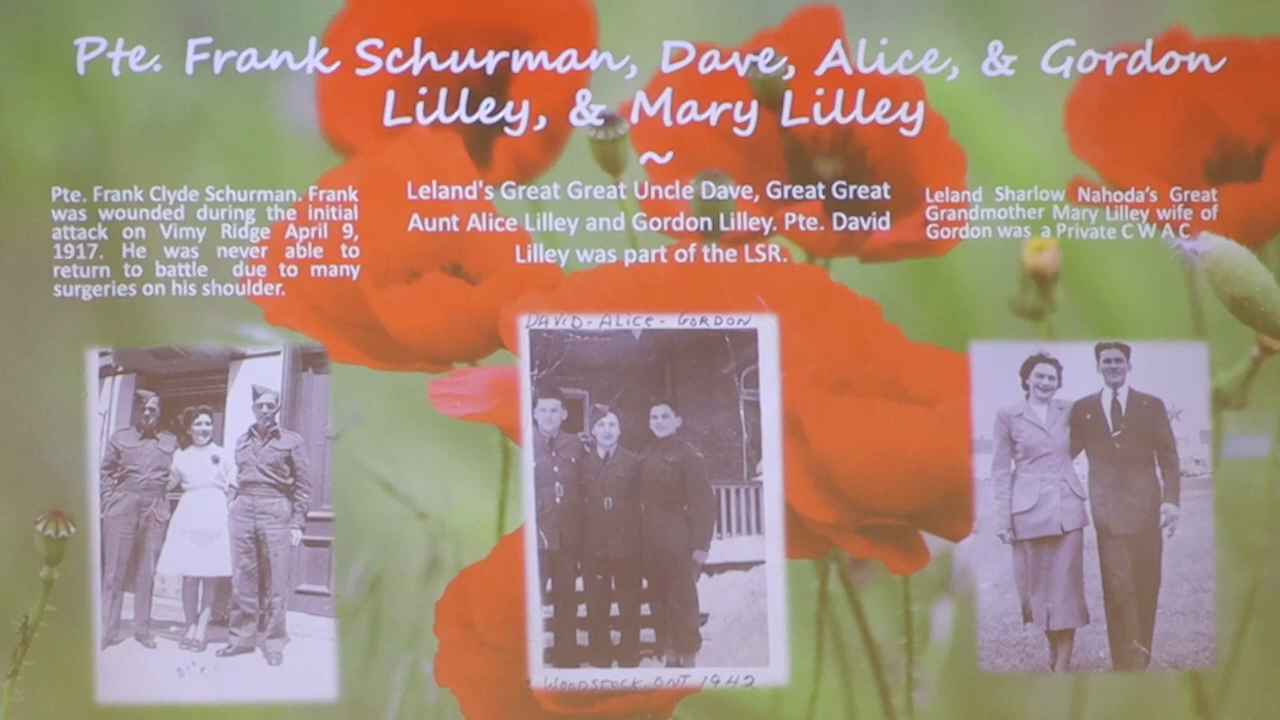 Pte. Frank Schurman, Dave, Alice, & Gordon
Lilley, & Mary Lilley
~
Pte. Frank Clyde Schurman. Frank
was wounded during the initial
attack on Vimy Ridge April 9,
1917. He was never able to
return to battle due to many
surgeries on his shoulder.
Leland's Great Great Uncle Dave, Great Great
Aunt Alice Lilley and Gordon Lilley. Pte. David
Lilley was part of the LSR.
Leland Sharlow Nahoda's Great
Grandmother Mary Lilley wife of
Gordon was a Private C W A C
DAVID - ALICE - GORDON
WOODSTOCK, ONT 1942